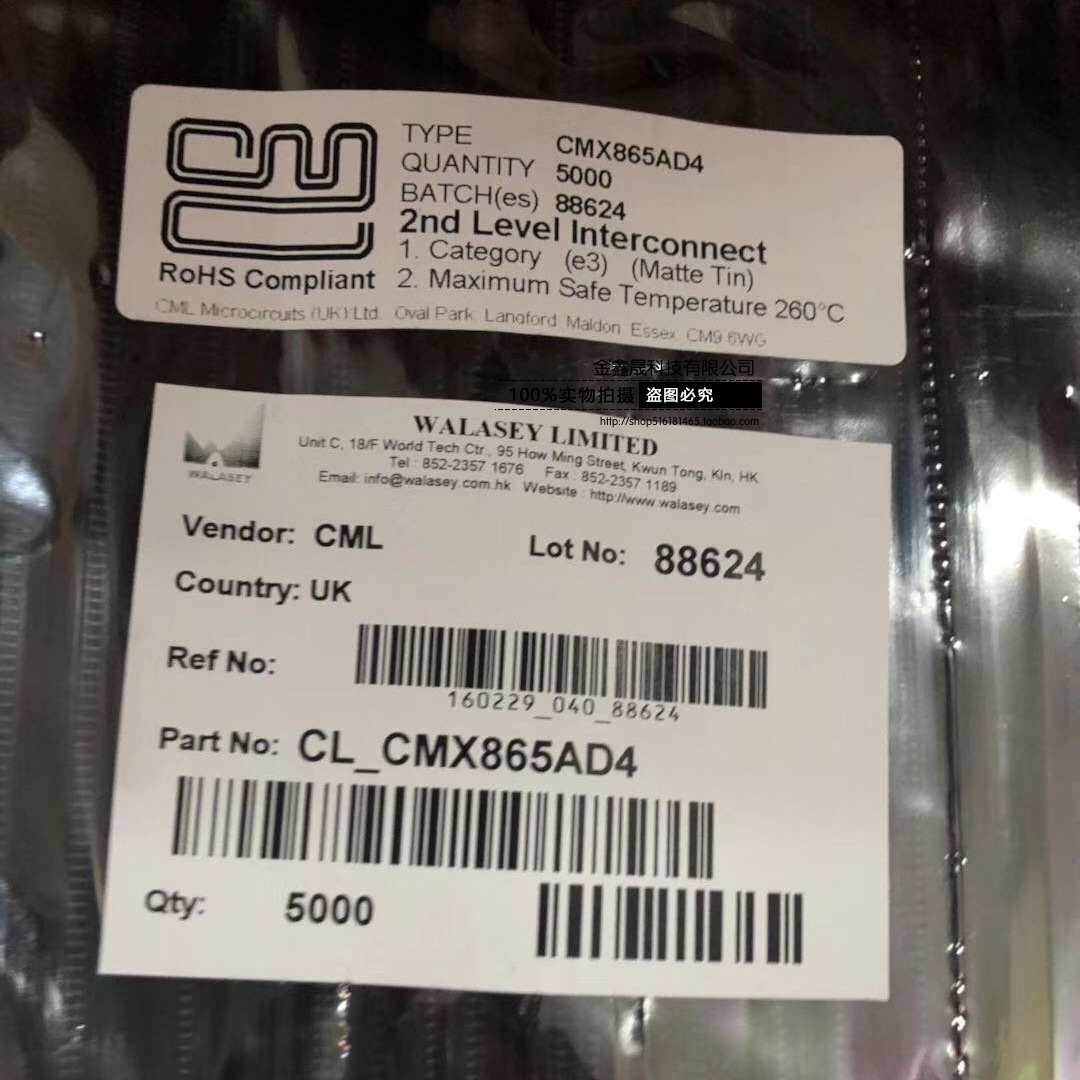 TYPE CMX865AD4
QUANTITY 5000
BATCH(es) 88624
2nd Level Interconnect
1. Category (e3) (Matte Tin)
2. Maximum Safe Temperature 260°C
RoHS Compliant
CML Microcircuits (UK) Ltd. Oval Park. Langford. Maldon. Essex. CM9 6WG
金鑫晟科技有限公司
100%实物拍摄 盗图必究
http://shop516181465.taobao.com
WALASEY
WALASEY LIMITED
Unit C, 18/F World Tech Ctr., 95 How Ming Street, Kwun Tong, Kln, HK
Tel : 852-2357 1676 Fax : 852-2357 1189
Email: info@walasey.com.hk Website : http://www.walasey.com
Vendor: CML Lot No: 88624
Country: UK
Ref No:
160229_040_88624
Part No: CL_CMX865AD4
Qty: 5000